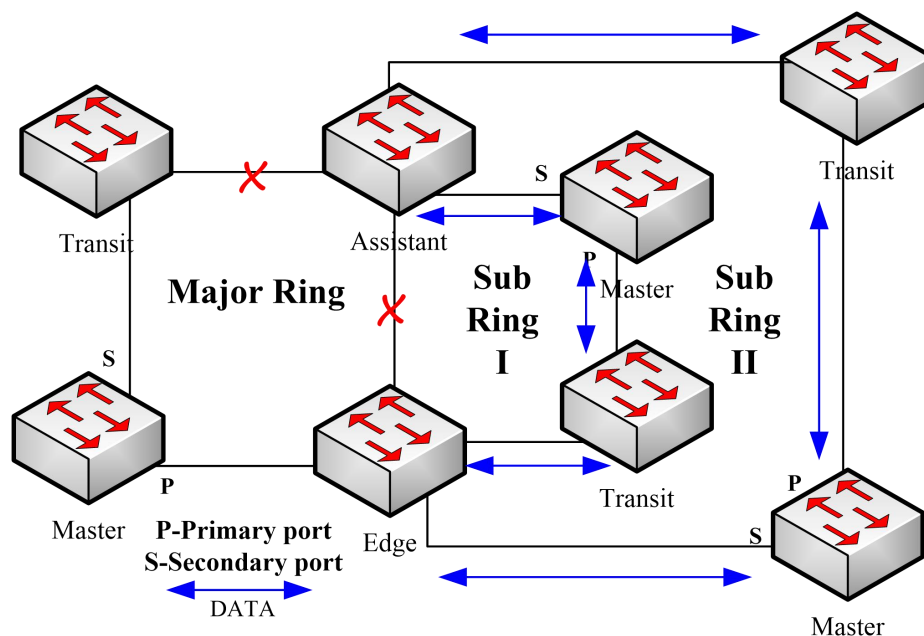 Transit
S
Transit
Assistant
Major Ring
Sub
Ring
I
P
Master
Sub
Ring
II
S
Master
P
P-Primary port
S-Secondary port
DATA
Edge
Transit
P
S
Master